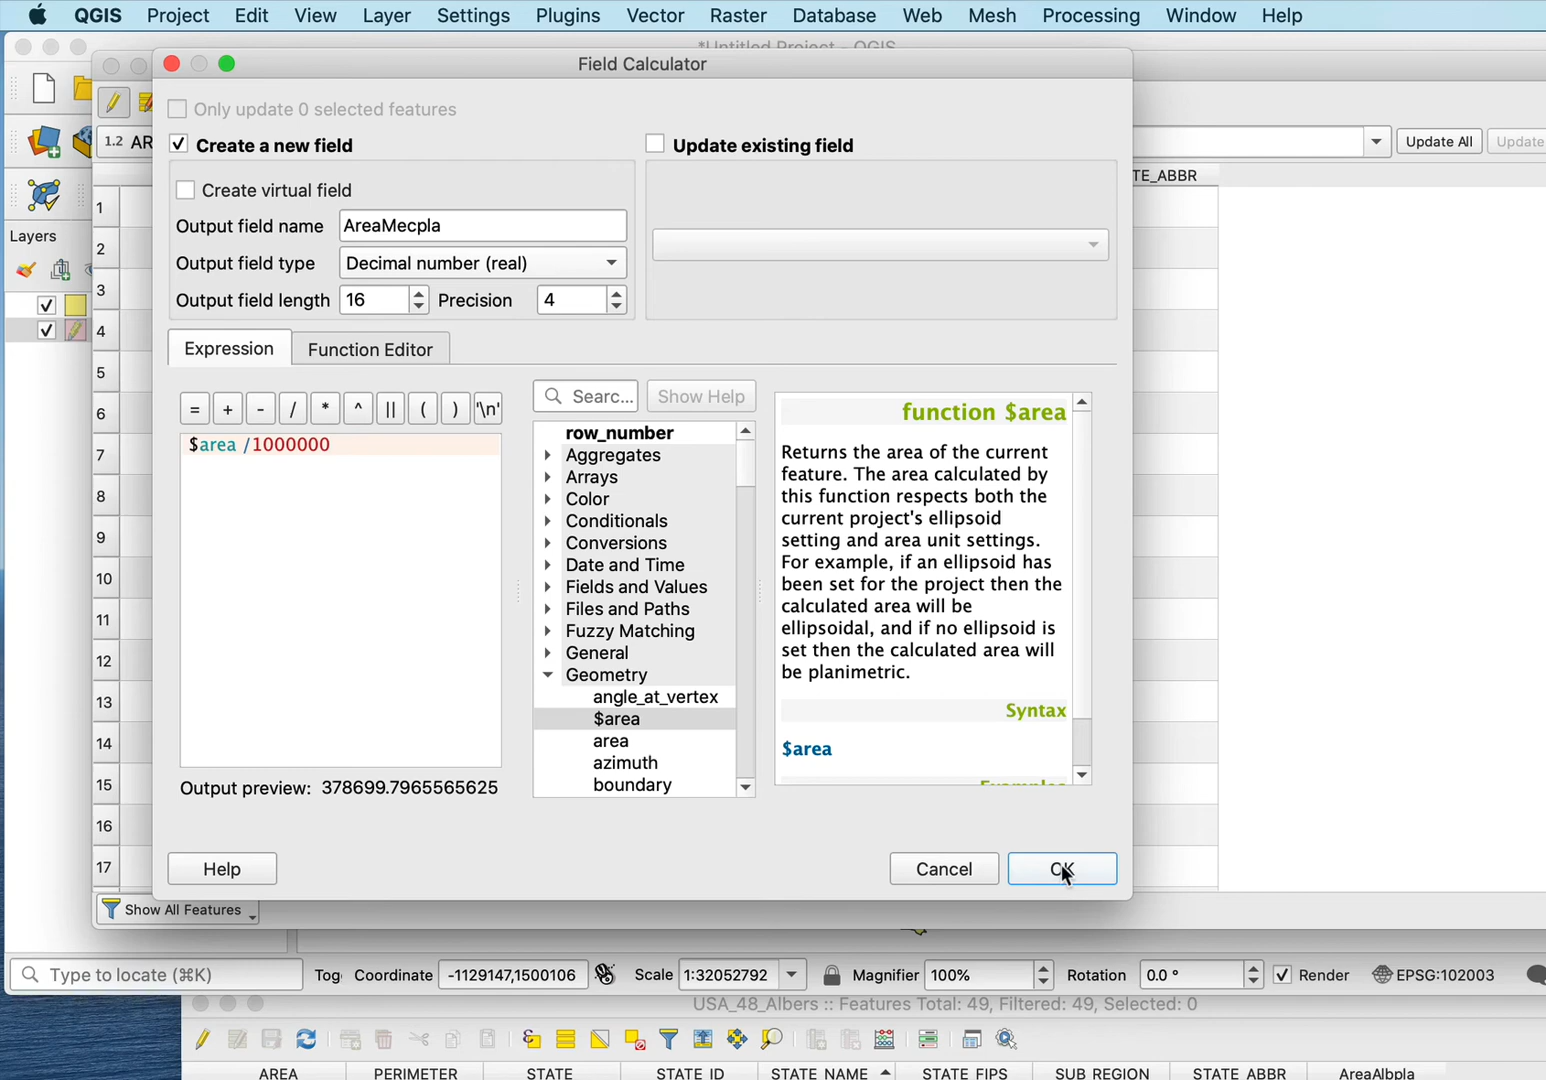 QGIS Project Edit View Layer Settings Plugins Vector Raster Database Web Mesh Processing Window Help
*Untitled Project - QGIS
Field Calculator
Only update 0 selected features
1.2 AR
Create a new field
Update existing field
Update All
Update
Create virtual field
TE_ABBR
Output field name AreaMecpla
Layers
Output field type Decimal number (real)
Output field length 16 Precision 4
Expression Function Editor
= + - / * ^ || ( ) '\n'
Searc... Show Help
$area /1000000
row_number
Aggregates
Arrays
Color
Conditionals
Conversions
Date and Time
Fields and Values
Files and Paths
Fuzzy Matching
General
Geometry
angle_at_vertex
$area
area
azimuth
boundary
function $area
Returns the area of the current
feature. The area calculated by
this function respects both the
current project's ellipsoid
setting and area unit settings.
For example, if an ellipsoid has
been set for the project then the
calculated area will be
ellipsoidal, and if no ellipsoid is
set then the calculated area will
be planimetric.
Syntax
$area
Output preview: 378699.7965565625
Help
Cancel
OK
1
2
3
4
5
6
7
8
9
10
11
12
13
14
15
16
17
Show All Features
Type to locate (⌘K) Tog Coordinate -1129147,1500106 Scale 1:32052792 Magnifier 100% Rotation 0.0 ° Render EPSG:102003
USA_48_Albers :: Features Total: 49, Filtered: 49, Selected: 0
AREA PERIMETER STATE STATE ID STATE NAME STATE FIPS SUB REGION STATE ABBR AreaAlbpla